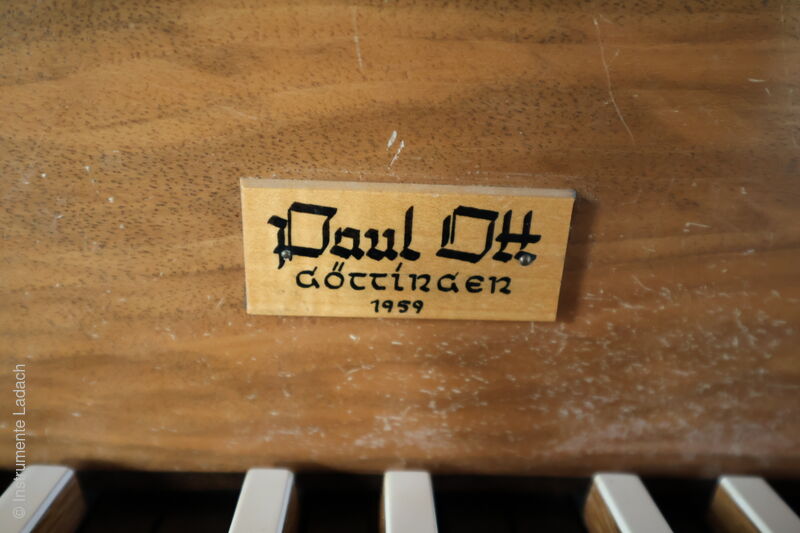 Paul Ott
GÖTTINGEN
1959
© Instrumente Ladach